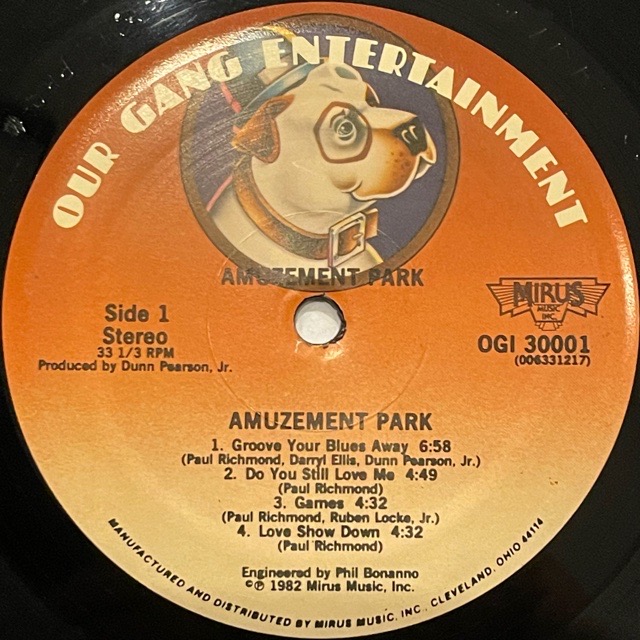 OUR GANG ENTERTAINMENT
AMUZEMENT PARK
Side 1
Stereo
33 1/3 RPM
Produced by Dunn Pearson, Jr.
MIRUS
MUSIC
INC.
OGI 30001
(006331217)
AMUZEMENT PARK
1. Groove Your Blues Away 6:58
(Paul Richmond, Darryl Ellis, Dunn Pearson, Jr.)
2. Do You Still Love Me 4:49
(Paul Richmond)
3. Games 4:32
(Paul Richmond, Ruben Locke, Jr.)
4. Love Show Down 4:32
(Paul Richmond)
Engineered by Phil Bonanno
©℗ 1982 Mirus Music, Inc.
MANUFACTURED AND DISTRIBUTED BY MIRUS MUSIC, INC., CLEVELAND, OHIO 44114